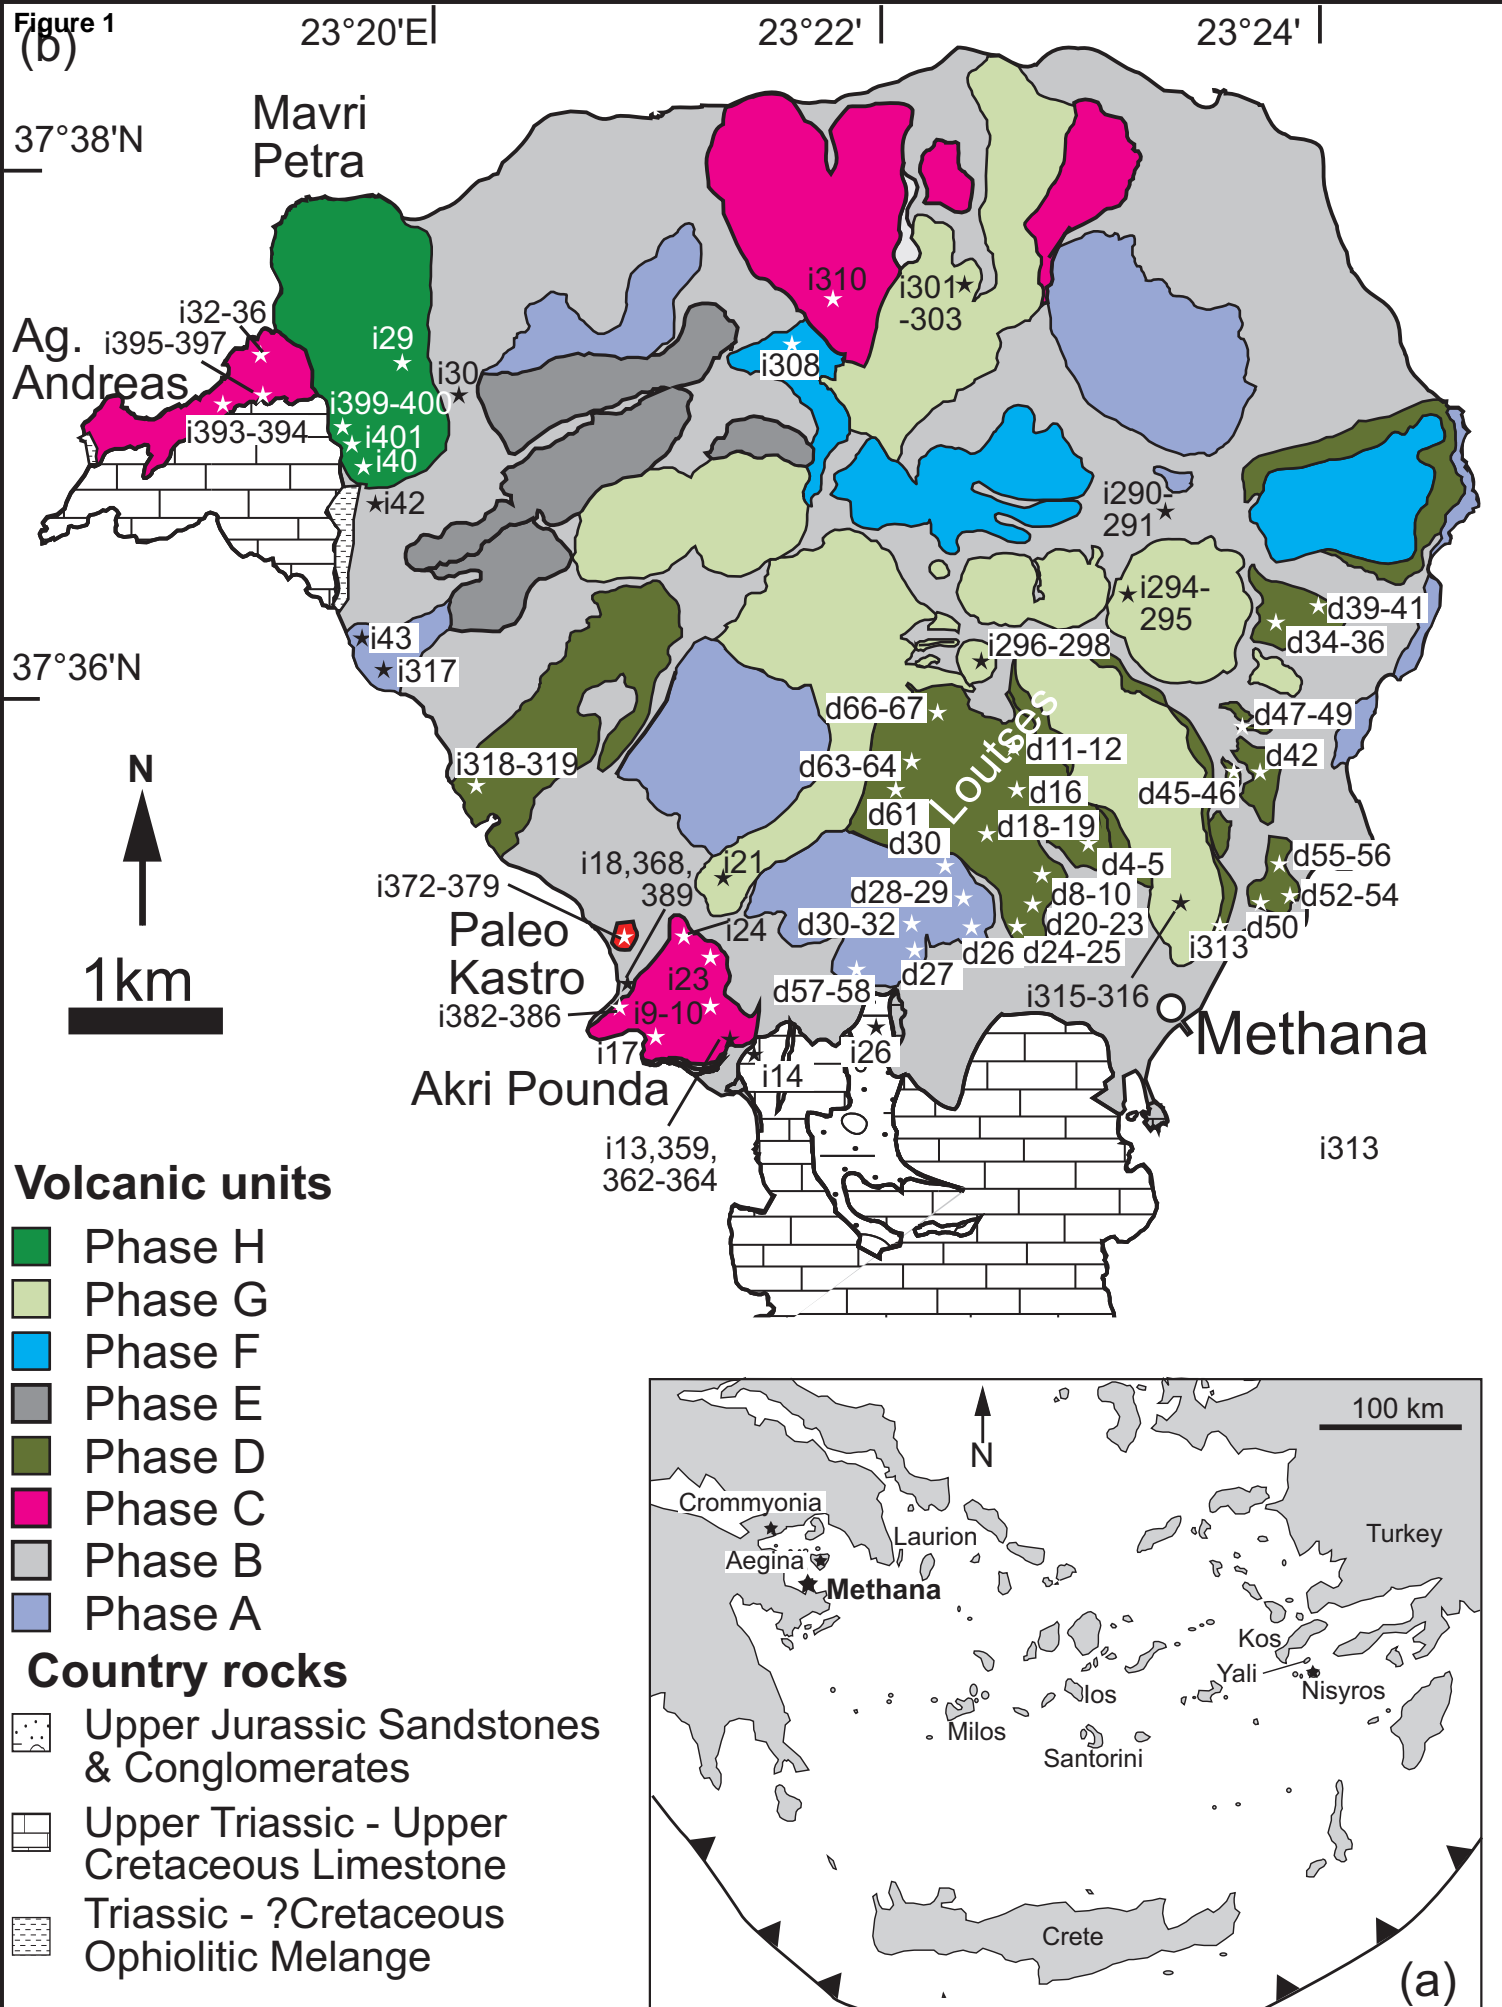 Figure 1
(b)
23°20'E
23°22'
23°24'
37°38'N
Mavri
Petra
i310
i301
-303
i32-36
i395-397
Ag.
Andreas
i29
i30
i308
i399-400
i393-394
i401
i40
i42
i290-
291
i294-
295
d39-41
d34-36
i43
i296-298
37°36'N
i317
d66-67
Loutses
d47-49
d11-12
d42
N
i318-319
d63-64
d16
d45-46
d61
d18-19
d30
i18,368,
389
i21
d4-5
d55-56
i372-379
d28-29
d8-10
d52-54
Paleo
Kastro
i24
d30-32
d20-23
d50
d26
d24-25
i313
i23
d27
1km
d57-58
i315-316
i382-386
i9-10
Methana
i17
i26
i14
Akri Pounda
i13,359,
362-364
i313
Volcanic units
Phase H
Phase G
Phase F
Phase E
Phase D
Phase C
Phase B
Phase A
Country rocks
Upper Jurassic Sandstones
& Conglomerates
Upper Triassic - Upper
Cretaceous Limestone
Triassic - ?Cretaceous
Ophiolitic Melange
100 km
N
Crommyonia
Laurion
Turkey
Aegina
Methana
Kos
Yali
Nisyros
Ios
Milos
Santorini
Crete
(a)